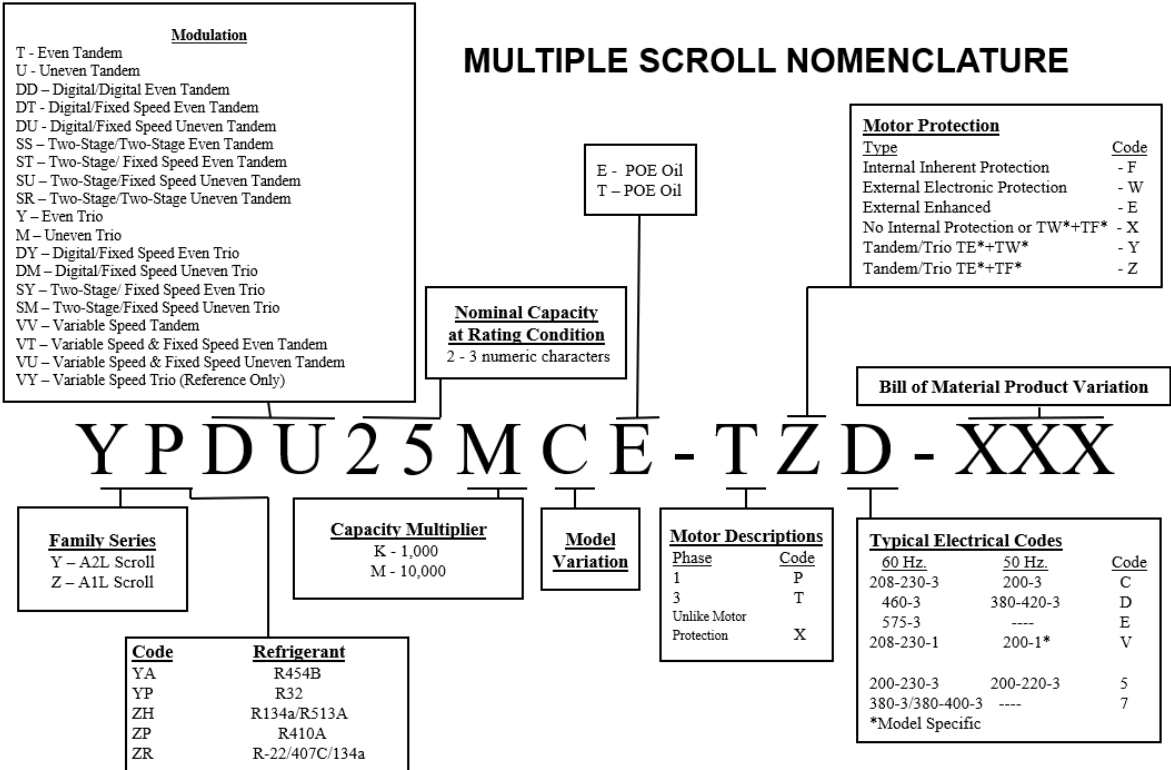 MULTIPLE SCROLL NOMENCLATURE
Modulation
T - Even Tandem
U - Uneven Tandem
DD – Digital/Digital Even Tandem
DT - Digital/Fixed Speed Even Tandem
DU - Digital/Fixed Speed Uneven Tandem
SS – Two-Stage/Two-Stage Even Tandem
ST – Two-Stage/ Fixed Speed Even Tandem
SU – Two-Stage/Fixed Speed Uneven Tandem
SR – Two-Stage/Two-Stage Uneven Tandem
Y – Even Trio
M – Uneven Trio
DY – Digital/Fixed Speed Even Trio
DM – Digital/Fixed Speed Uneven Trio
SY – Two-Stage/ Fixed Speed Even Trio
SM – Two-Stage/Fixed Speed Uneven Trio
VV – Variable Speed Tandem
VT – Variable Speed & Fixed Speed Even Tandem
VU – Variable Speed & Fixed Speed Uneven Tandem
VY – Variable Speed Trio (Reference Only)
Nominal Capacity
at Rating Condition
2 - 3 numeric characters
E - POE Oil
T – POE Oil
Motor Protection
Type Code
Internal Inherent Protection - F
External Electronic Protection - W
External Enhanced - E
No Internal Protection or TW*+TF* - X
Tandem/Trio TE*+TW* - Y
Tandem/Trio TE*+TF* - Z
Bill of Material Product Variation
YPDU25MCE-TZD-XXX
Family Series
Y – A2L Scroll
Z – A1L Scroll
Code Refrigerant
YA R454B
YP R32
ZH R134a/R513A
ZP R410A
ZR R-22/407C/134a
Capacity Multiplier
K - 1,000
M - 10,000
Model
Variation
Motor Descriptions
Phase Code
1 P
3 T
Unlike Motor
Protection X
Typical Electrical Codes
60 Hz. 50 Hz. Code
208-230-3 200-3 C
460-3 380-420-3 D
575-3 ---- E
208-230-1 200-1* V
200-230-3 200-220-3 5
380-3/380-400-3 ---- 7
*Model Specific